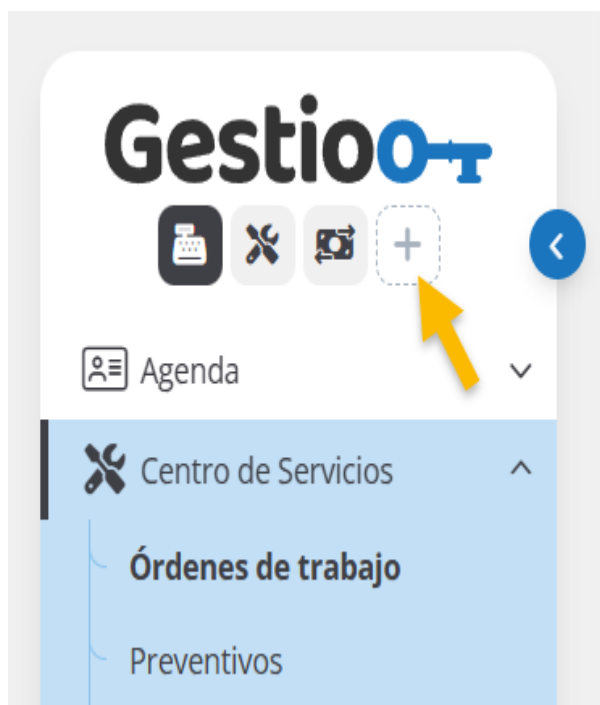 Gestioo
Agenda
Centro de Servicios
Órdenes de trabajo
Preventivos